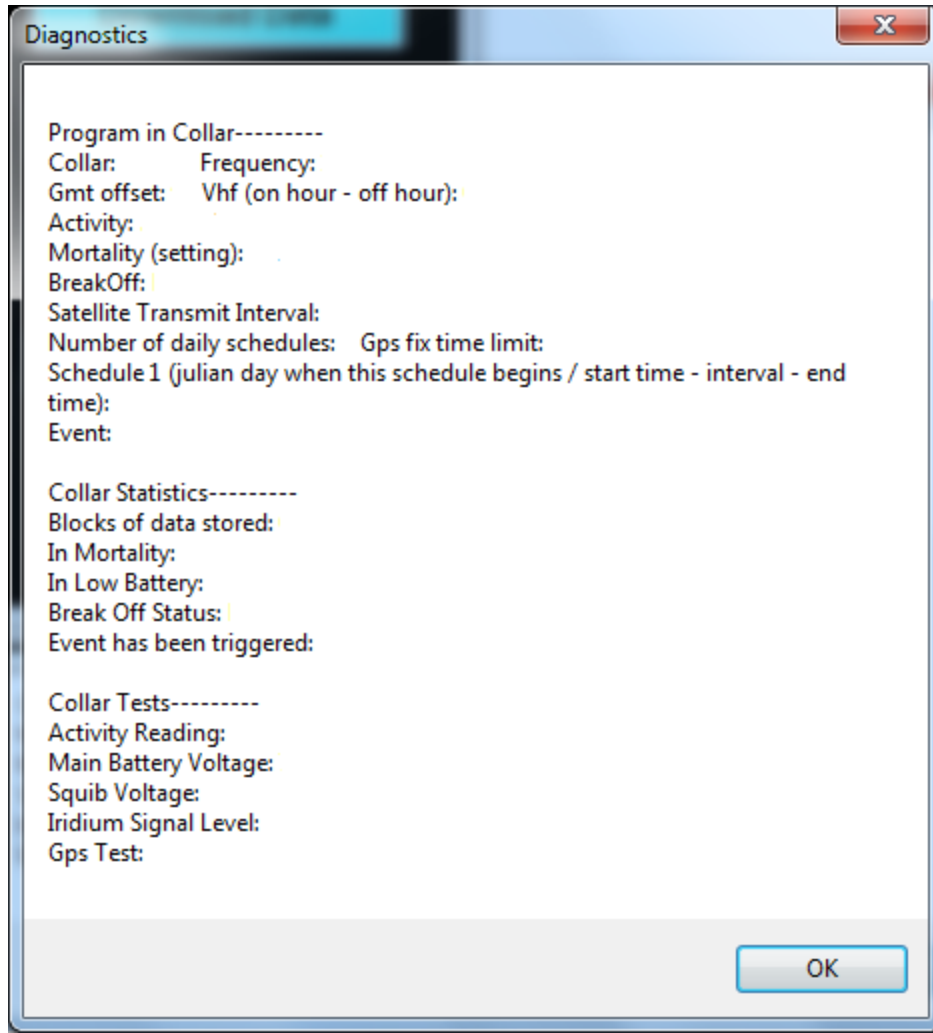 Diagnostics
Program in Collar---------
Collar: Frequency:
Gmt offset: Vhf (on hour - off hour):
Activity:
Mortality (setting):
BreakOff:
Satellite Transmit Interval:
Number of daily schedules: Gps fix time limit:
Schedule 1 (julian day when this schedule begins / start time - interval - end
time):
Event:
Collar Statistics---------
Blocks of data stored:
In Mortality:
In Low Battery:
Break Off Status:
Event has been triggered:
Collar Tests---------
Activity Reading:
Main Battery Voltage:
Squib Voltage:
Iridium Signal Level:
Gps Test:
OK